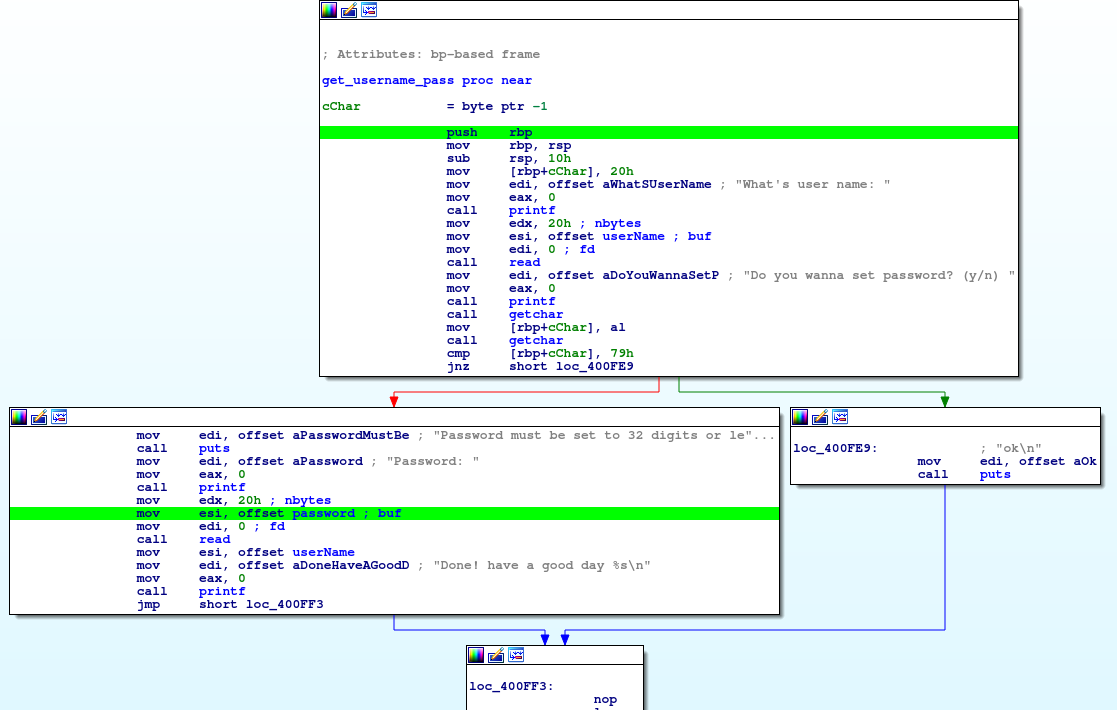 ; Attributes: bp-based frame
get_username_pass proc near
cChar = byte ptr -1
push rbp
mov rbp, rsp
sub rsp, 10h
mov [rbp+cChar], 20h
mov edi, offset aWhatSUserName ; "What's user name: "
mov eax, 0
call printf
mov edx, 20h ; nbytes
mov esi, offset userName ; buf
mov edi, 0 ; fd
call read
mov edi, offset aDoYouWannaSetP ; "Do you wanna set password? (y/n) "
mov eax, 0
call printf
call getchar
mov [rbp+cChar], al
call getchar
cmp [rbp+cChar], 79h
jnz short loc_400FE9
mov edi, offset aPasswordMustBe ; "Password must be set to 32 digits or le"...
call puts
mov edi, offset aPassword ; "Password: "
mov eax, 0
call printf
mov edx, 20h ; nbytes
mov esi, offset password ; buf
mov edi, 0 ; fd
call read
mov esi, offset userName
mov edi, offset aDoneHaveAGoodD ; "Done! have a good day %s\n"
mov eax, 0
call printf
jmp short loc_400FF3
loc_400FE9: ; "ok\n"
mov edi, offset aOk
call puts
loc_400FF3:
nop